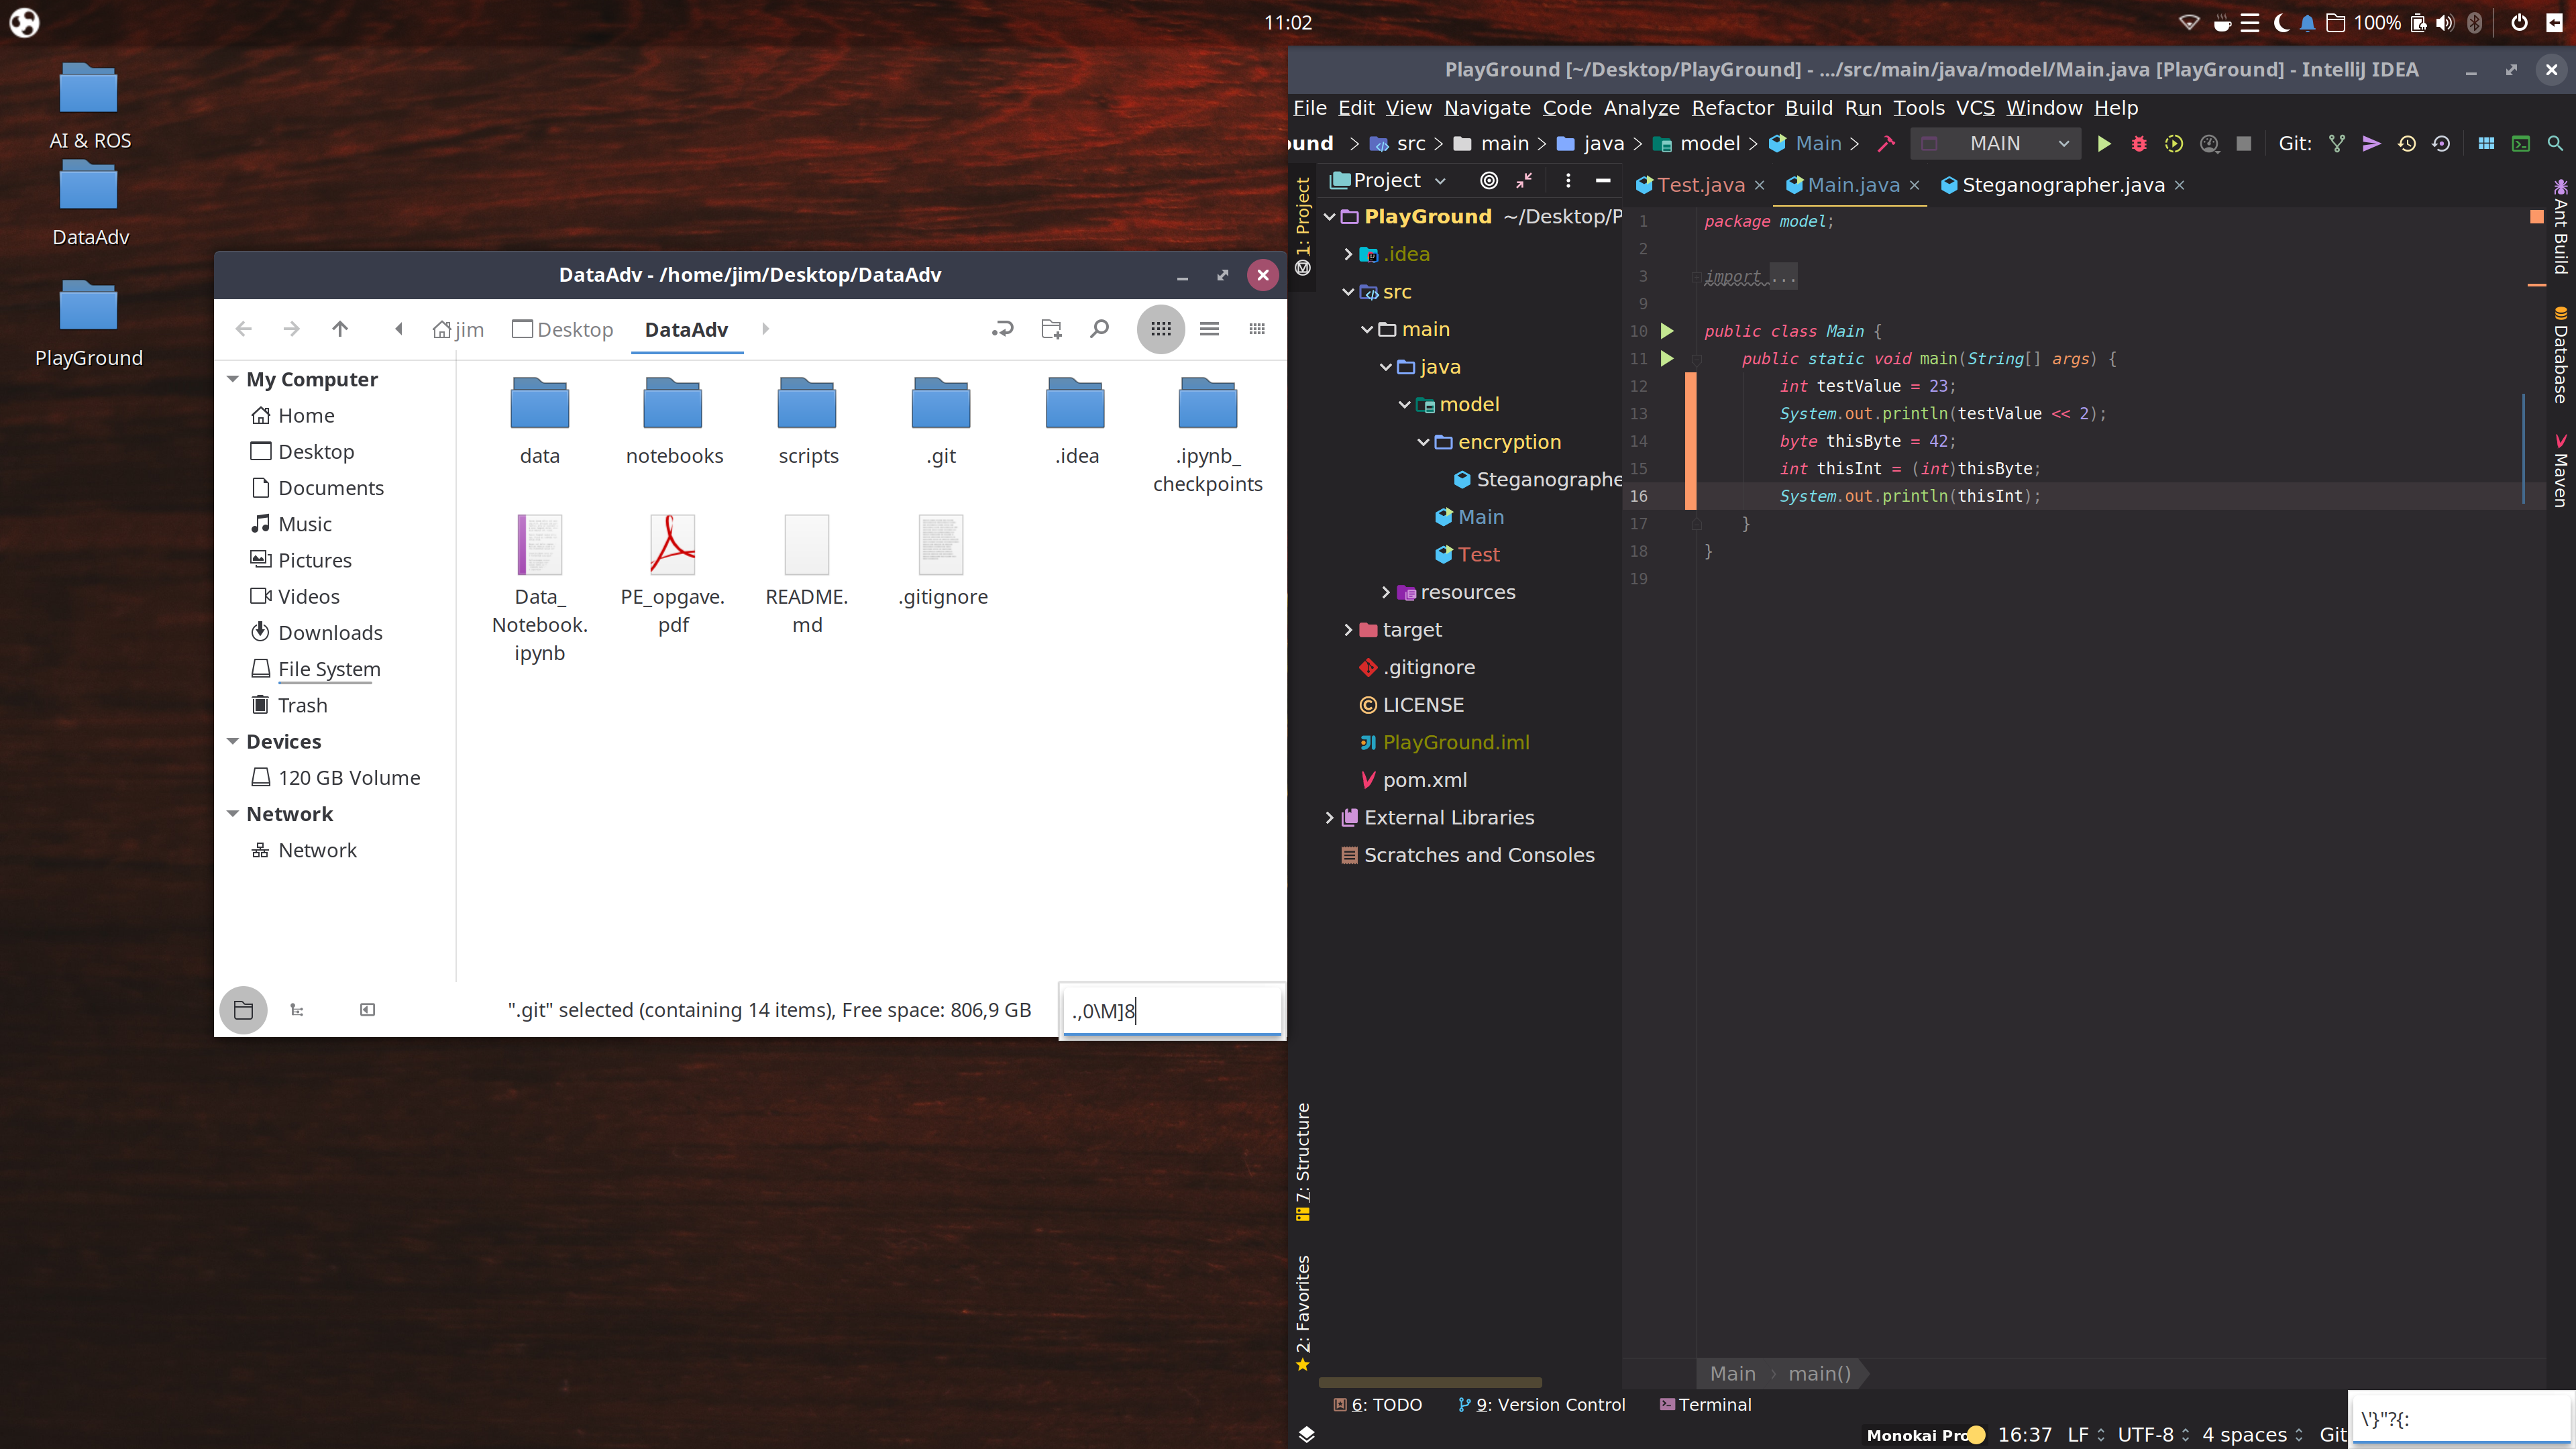 11:02
100%
AI & ROS
DataAdv
PlayGround
DataAdv - /home/jim/Desktop/DataAdv
jim
Desktop
DataAdv
My Computer
Home
Desktop
Documents
Music
Pictures
Videos
Downloads
File System
Trash
Devices
120 GB Volume
Network
Network
data
notebooks
scripts
.git
.idea
.ipynb_
checkpoints
Data_
Notebook.
ipynb
PE_opgave.
pdf
README.
md
.gitignore
".git" selected (containing 14 items), Free space: 806,9 GB
.,0\M]8
PlayGround [~/Desktop/PlayGround] - .../src/main/java/model/Main.java [PlayGround] - IntelliJ IDEA
File Edit View Navigate Code Analyze Refactor Build Run Tools VCS Window Help
ound > src > main > java > model > Main >
MAIN
Git:
1: Project
Project
PlayGround ~/Desktop/P
.idea
src
main
java
model
encryption
Steganographe
Main
Test
resources
target
.gitignore
LICENSE
PlayGround.iml
pom.xml
External Libraries
Scratches and Consoles
7: Structure
2: Favorites
Test.java
Main.java
Steganographer.java
1 package model;
2
3 import ...
9
10 public class Main {
11 public static void main(String[] args) {
12 int testValue = 23;
13 System.out.println(testValue << 2);
14 byte thisByte = 42;
15 int thisInt = (int)thisByte;
16 System.out.println(thisInt);
17 }
18 }
19
Ant Build
Database
Maven
Main > main()
6: TODO
9: Version Control
Terminal
Monokai Pro
16:37 LF UTF-8 4 spaces Git
\'}"?{: